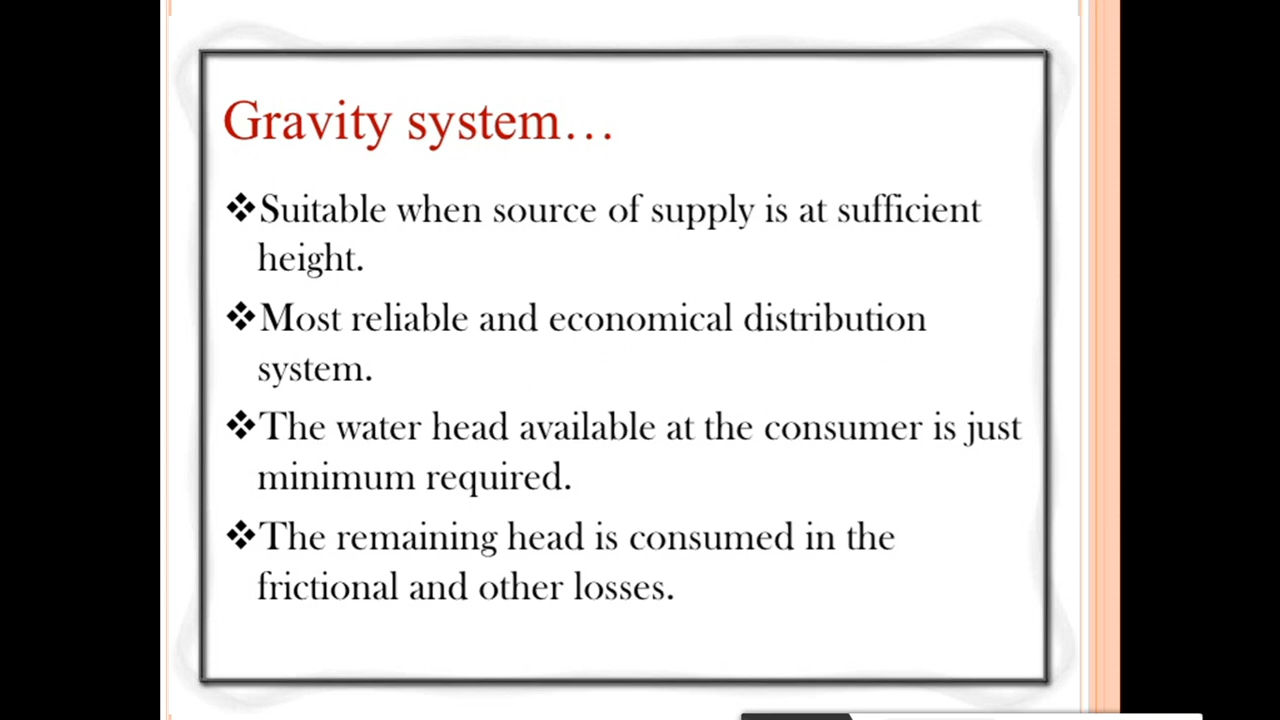 Gravity system…
❖Suitable when source of supply is at sufficient
height.
❖Most reliable and economical distribution
system.
❖The water head available at the consumer is just
minimum required.
❖The remaining head is consumed in the
frictional and other losses.